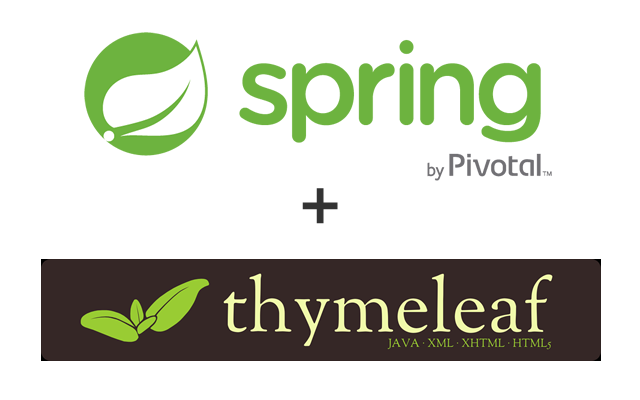 spring
by Pivotal™
+
thymeleaf
JAVA · XML · XHTML · HTML5